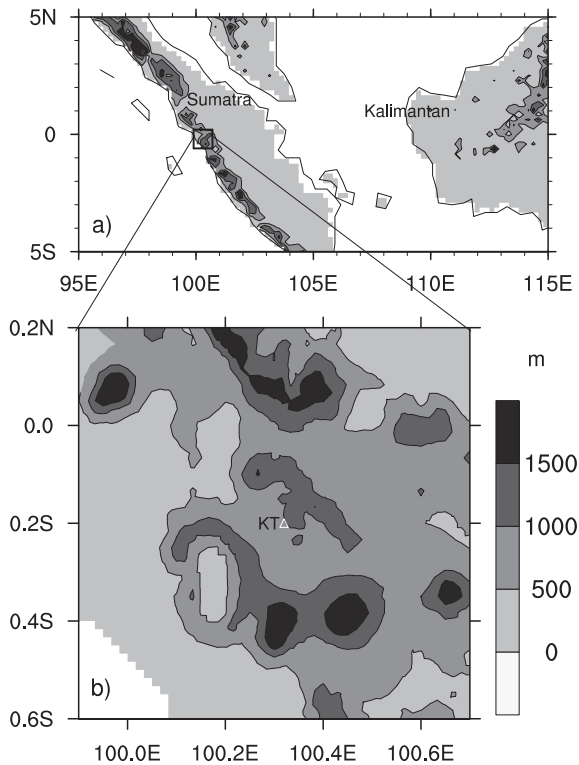 5N
0
5S
Sumatra
Kalimantan
a)
95E 100E 105E 110E 115E
0.2N
0.0
0.2S
0.4S
0.6S
KT
b)
100.0E 100.2E 100.4E 100.6E
m
1500
1000
500
0